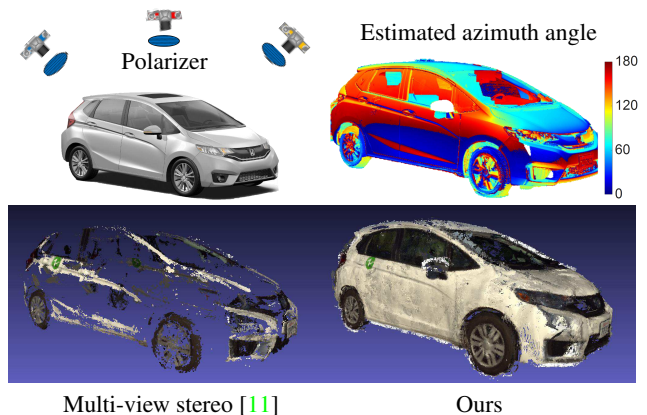 Polarizer
Estimated azimuth angle
180
120
60
0
Multi-view stereo [11]
Ours